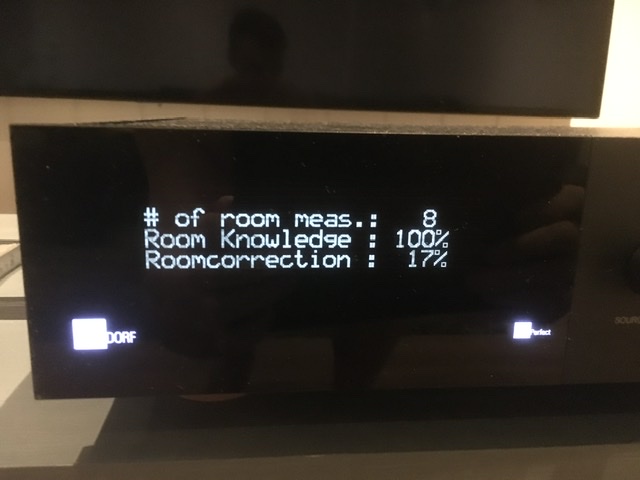 # of room meas.: 8
Room Knowledge : 100%
Roomcorrection : 17%
DORF
Perfect